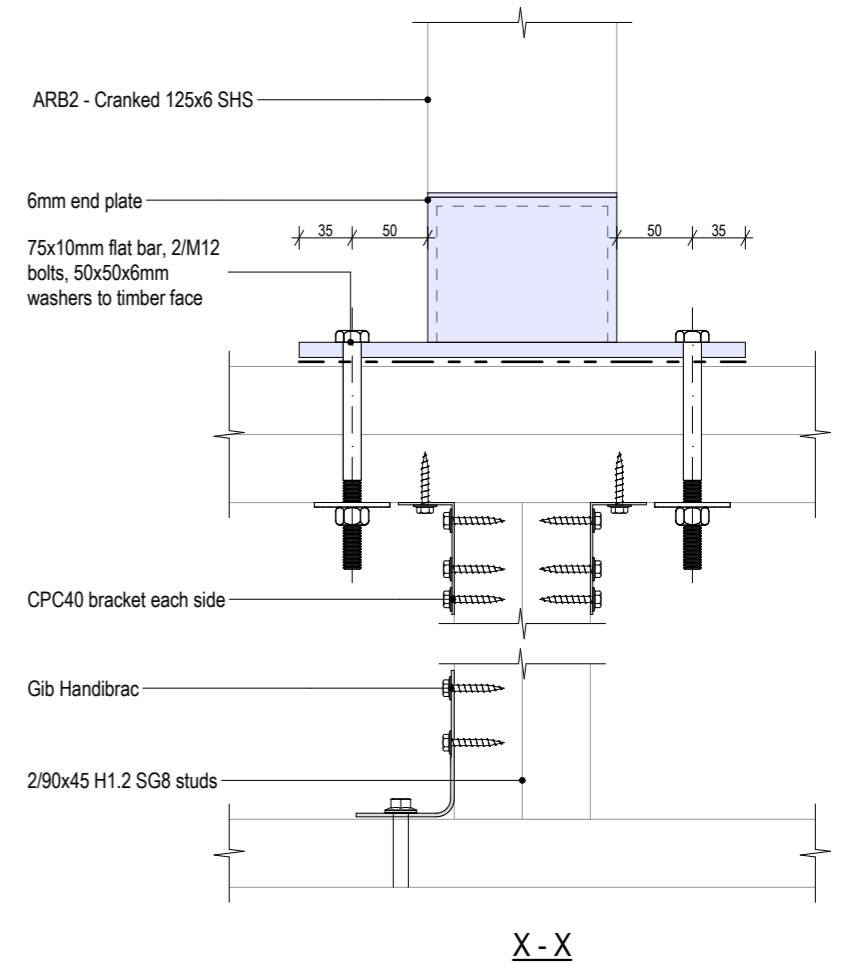 ARB2 - Cranked 125x6 SHS
6mm end plate
35 50 50 35
75x10mm flat bar, 2/M12
bolts, 50x50x6mm
washers to timber face
CPC40 bracket each side
Gib Handibrac
2/90x45 H1.2 SG8 studs
X - X